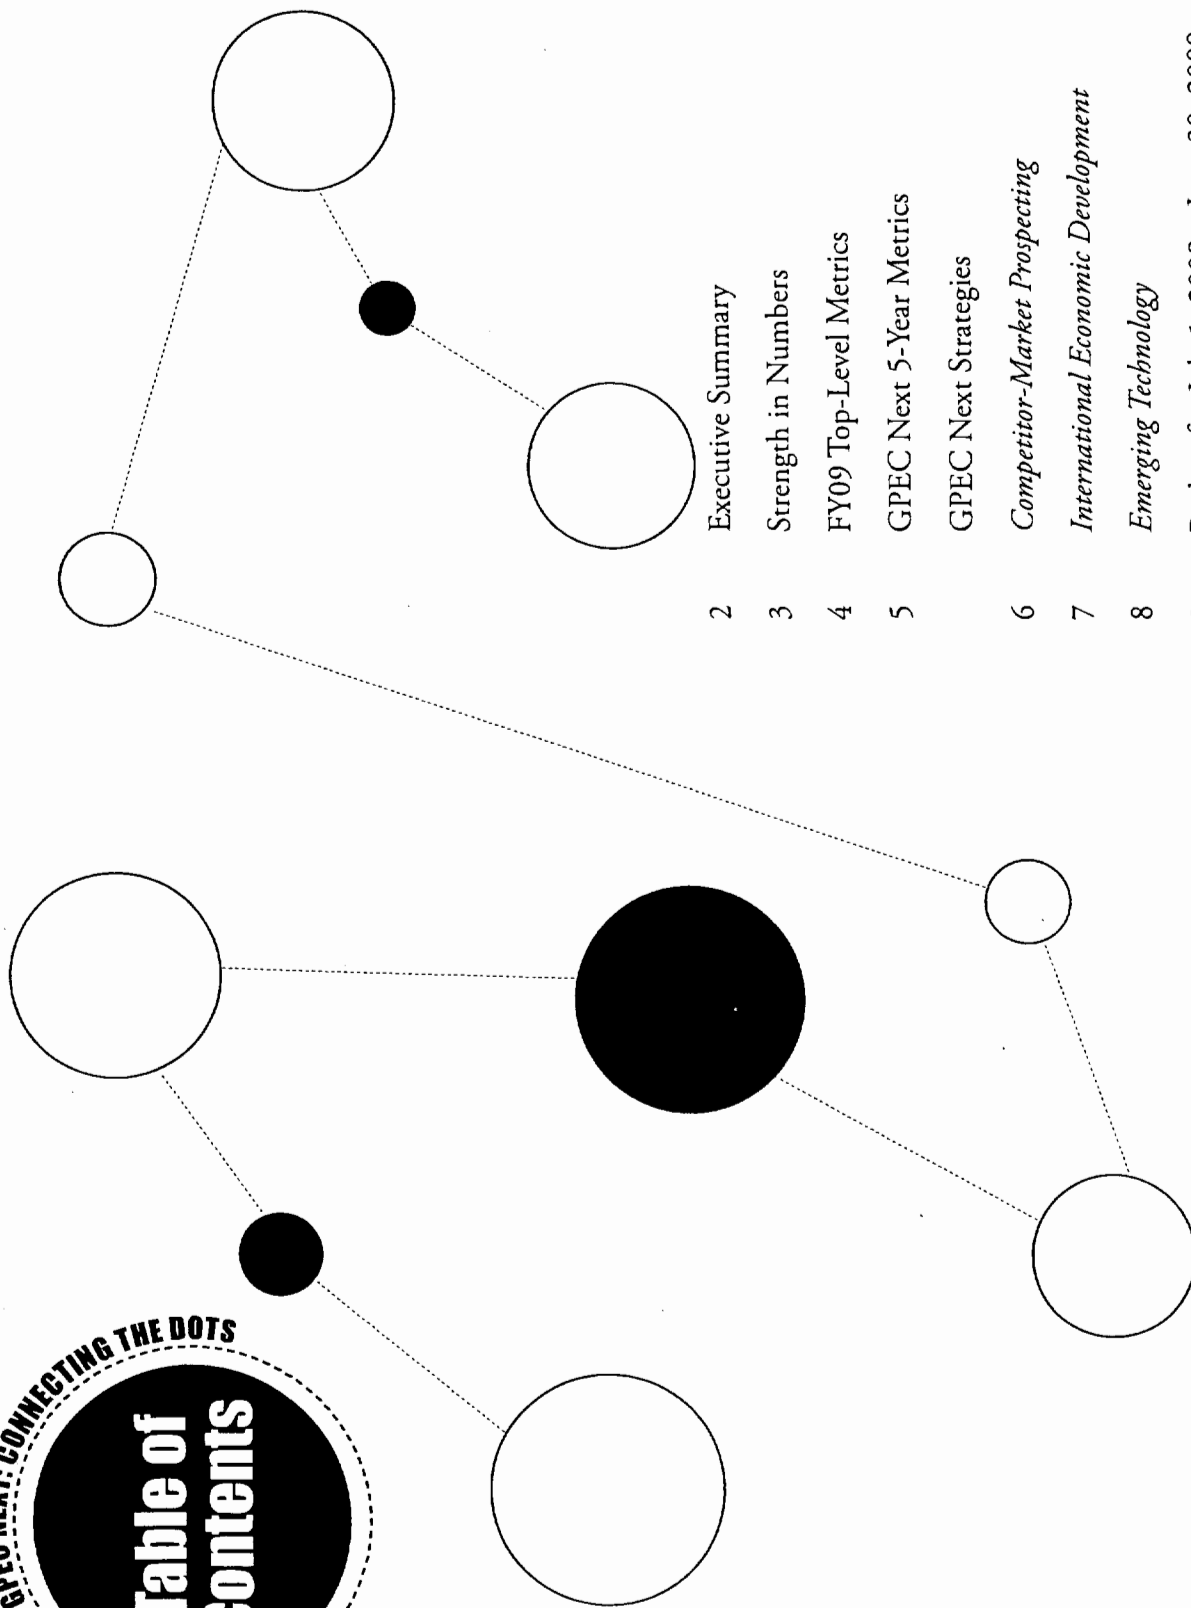 GPEC NEXT: CONNECTING THE DOTS
Table of
Contents
2 Executive Summary
3 Strength in Numbers
4 FY09 Top-Level Metrics
5 GPEC Next 5-Year Metrics
GPEC Next Strategies
6 Competitor-Market Prospecting
7 International Economic Development
8 Emerging Technology